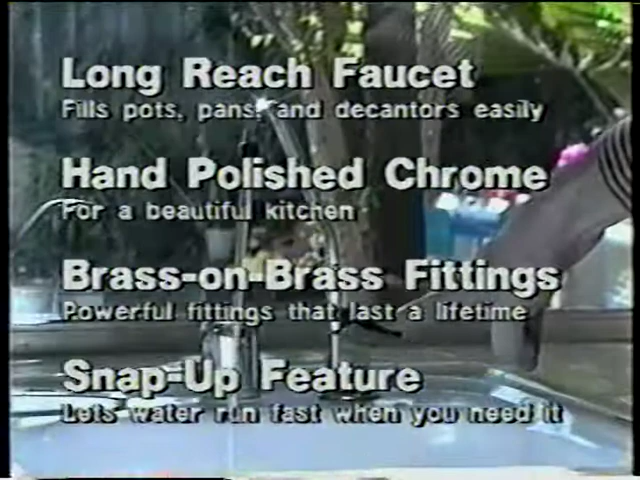 Long Reach Faucet
Fills pots, pans, and decantors easily
Hand Polished Chrome
For a beautiful kitchen
Brass-on-Brass Fittings
Powerful fittings that last a lifetime
Snap-Up Feature
Lets water run fast when you need it